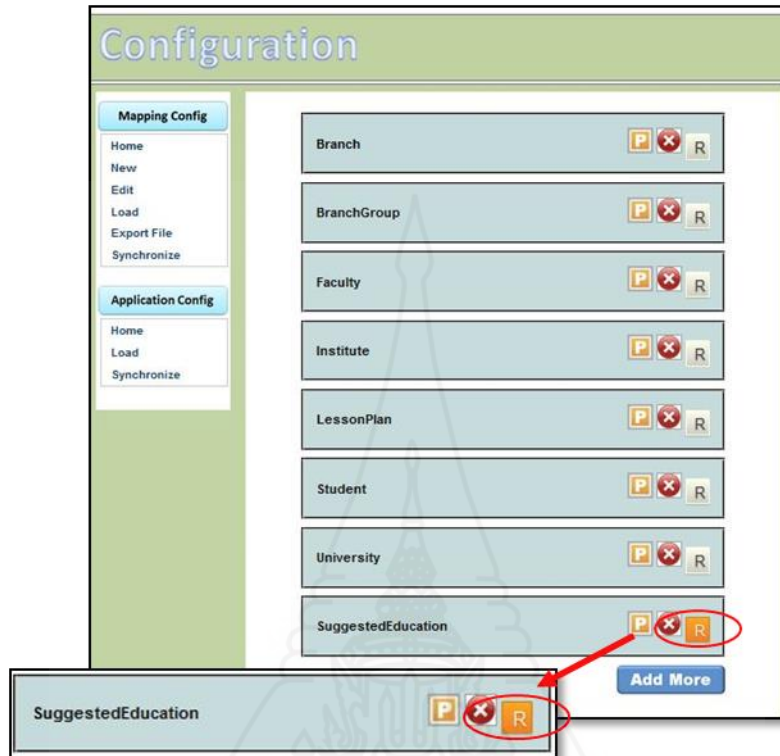 Configuration
Mapping Config
Home
New
Edit
Load
Export File
Synchronize
Application Config
Home
Load
Synchronize
Branch P R
BranchGroup P R
Faculty P R
Institute P R
LessonPlan P R
Student P R
University P R
SuggestedEducation P R
Add More
SuggestedEducation P R